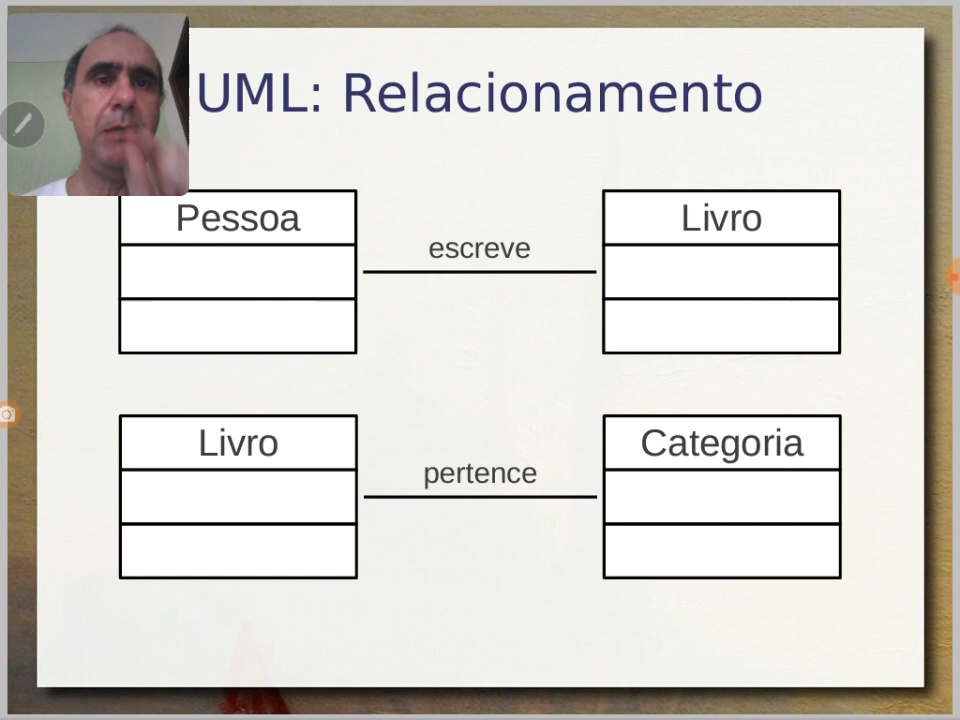 UML: Relacionamento
Pessoa
escreve
Livro
Livro
pertence
Categoria